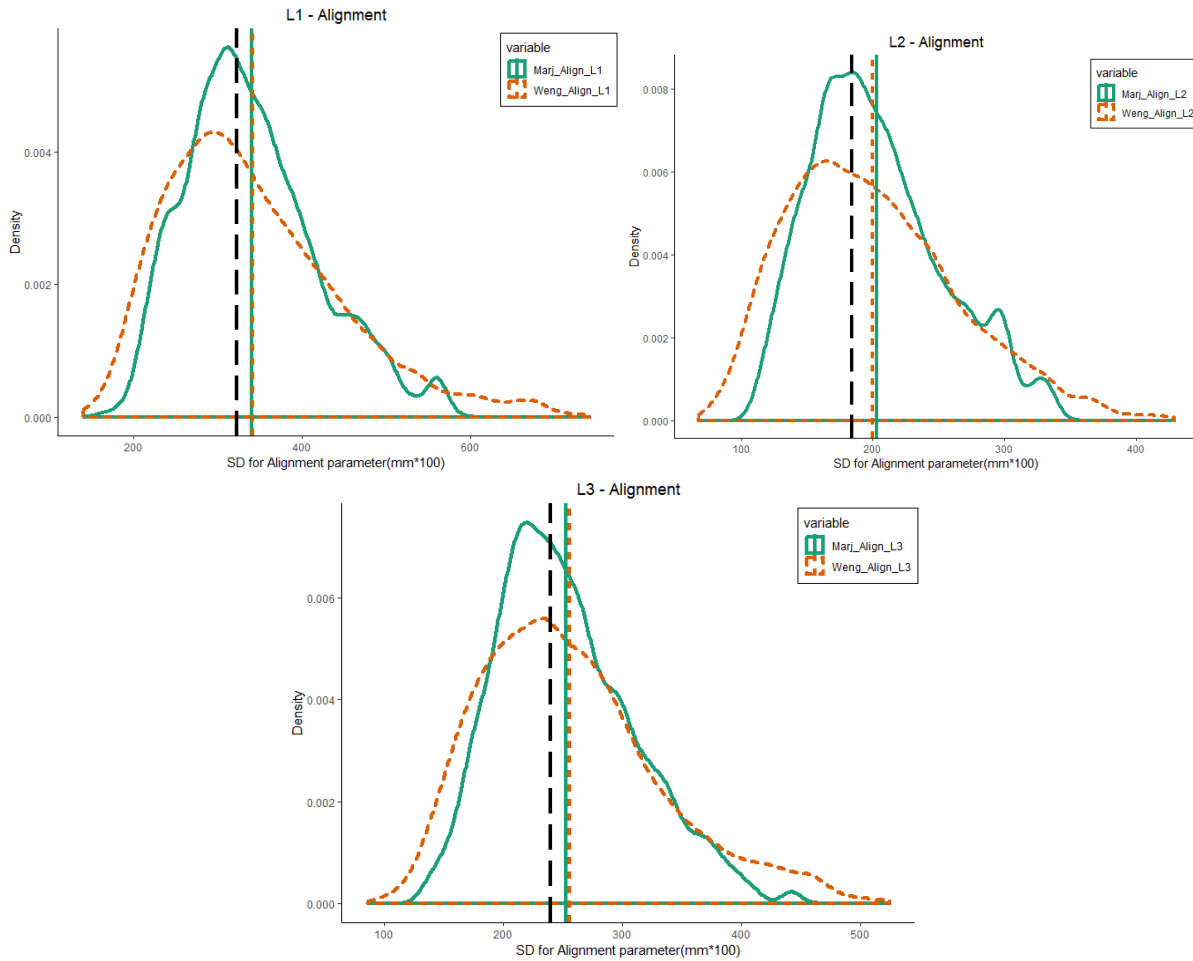 L1 - Alignment
variable
Marj_Align_L1
Weng_Align_L1
Density
0.004
0.002
0.000
200
400
600
SD for Alignment parameter(mm*100)
L2 - Alignment
variable
Marj_Align_L2
Weng_Align_L2
Density
0.008
0.006
0.004
0.002
0.000
100
200
300
400
SD for Alignment parameter(mm*100)
L3 - Alignment
variable
Marj_Align_L3
Weng_Align_L3
Density
0.006
0.004
0.002
0.000
100
200
300
400
500
SD for Alignment parameter(mm*100)